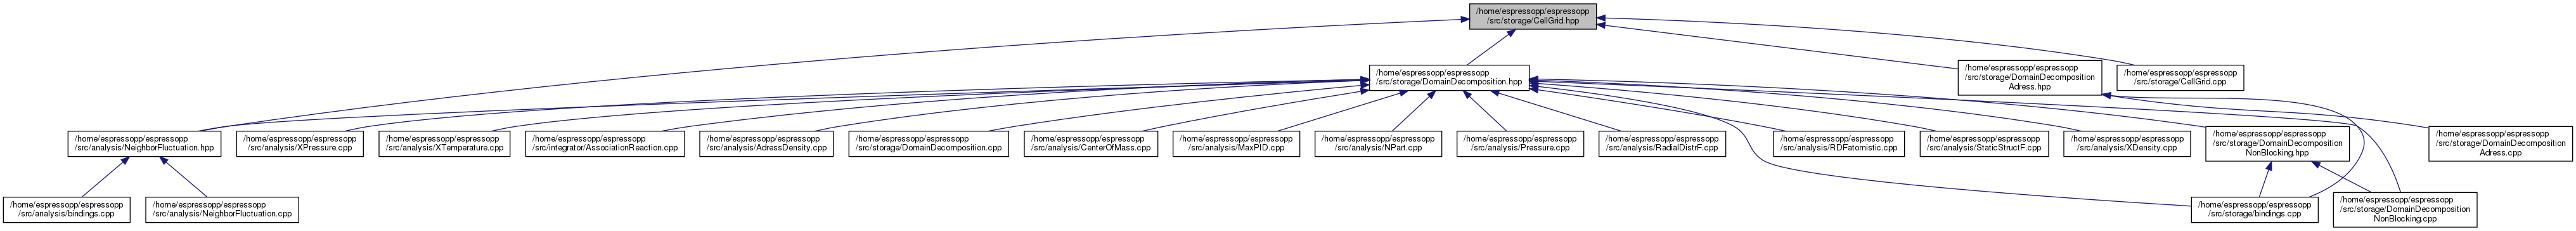 /home/espressopp/espressopp
/src/storage/CellGrid.hpp
/home/espressopp/espressopp
/src/storage/DomainDecomposition.hpp
/home/espressopp/espressopp
/src/storage/DomainDecomposition
Adress.hpp
/home/espressopp/espressopp
/src/storage/CellGrid.cpp
/home/espressopp/espressopp
/src/analysis/NeighborFluctuation.hpp
/home/espressopp/espressopp
/src/analysis/XPressure.cpp
/home/espressopp/espressopp
/src/analysis/XTemperature.cpp
/home/espressopp/espressopp
/src/integrator/AssociationReaction.cpp
/home/espressopp/espressopp
/src/analysis/AdressDensity.cpp
/home/espressopp/espressopp
/src/storage/DomainDecomposition.cpp
/home/espressopp/espressopp
/src/analysis/CenterOfMass.cpp
/home/espressopp/espressopp
/src/analysis/MaxPID.cpp
/home/espressopp/espressopp
/src/analysis/NPart.cpp
/home/espressopp/espressopp
/src/analysis/Pressure.cpp
/home/espressopp/espressopp
/src/analysis/RadialDistrF.cpp
/home/espressopp/espressopp
/src/analysis/RDFatomistic.cpp
/home/espressopp/espressopp
/src/analysis/StaticStructF.cpp
/home/espressopp/espressopp
/src/analysis/XDensity.cpp
/home/espressopp/espressopp
/src/storage/DomainDecomposition
NonBlocking.hpp
/home/espressopp/espressopp
/src/storage/DomainDecomposition
Adress.cpp
/home/espressopp/espressopp
/src/analysis/bindings.cpp
/home/espressopp/espressopp
/src/analysis/NeighborFluctuation.cpp
/home/espressopp/espressopp
/src/storage/bindings.cpp
/home/espressopp/espressopp
/src/storage/DomainDecomposition
NonBlocking.cpp